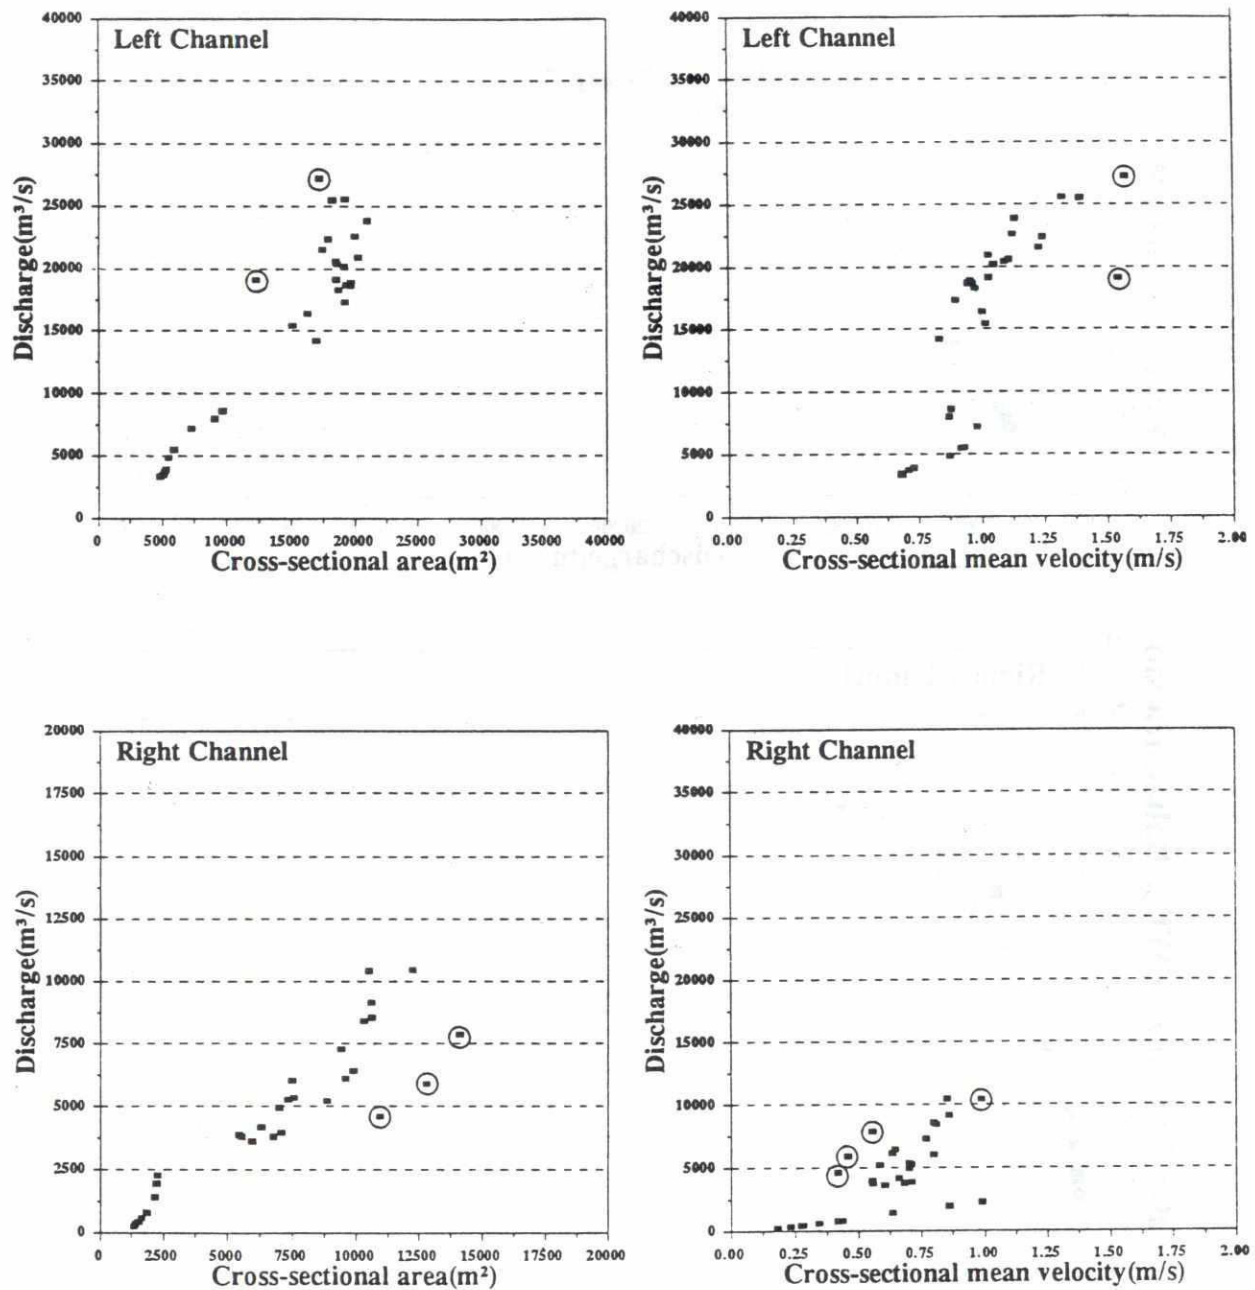 Left Channel
40000
35000
30000
25000
20000
15000
10000
5000
0
Discharge(m³/s)
0 5000 10000 15000 20000 25000 30000 35000 40000
Cross-sectional area(m²)
Left Channel
40000
35000
30000
25000
20000
15000
10000
5000
0
Discharge(m³/s)
0.00 0.25 0.50 0.75 1.00 1.25 1.50 1.75 2.00
Cross-sectional mean velocity(m/s)
Right Channel
20000
17500
15000
12500
10000
7500
5000
2500
0
Discharge(m³/s)
0 2500 5000 7500 10000 12500 15000 17500 20000
Cross-sectional area(m²)
Right Channel
40000
35000
30000
25000
20000
15000
10000
5000
0
Discharge(m³/s)
0.00 0.25 0.50 0.75 1.00 1.25 1.50 1.75 2.00
Cross-sectional mean velocity(m/s)